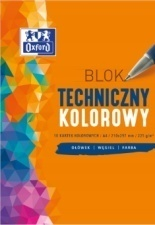 Oxford
BLOK
TECHNICZNY
KOLOROWY
OŁÓWEK | WĘGIEL | FARBA